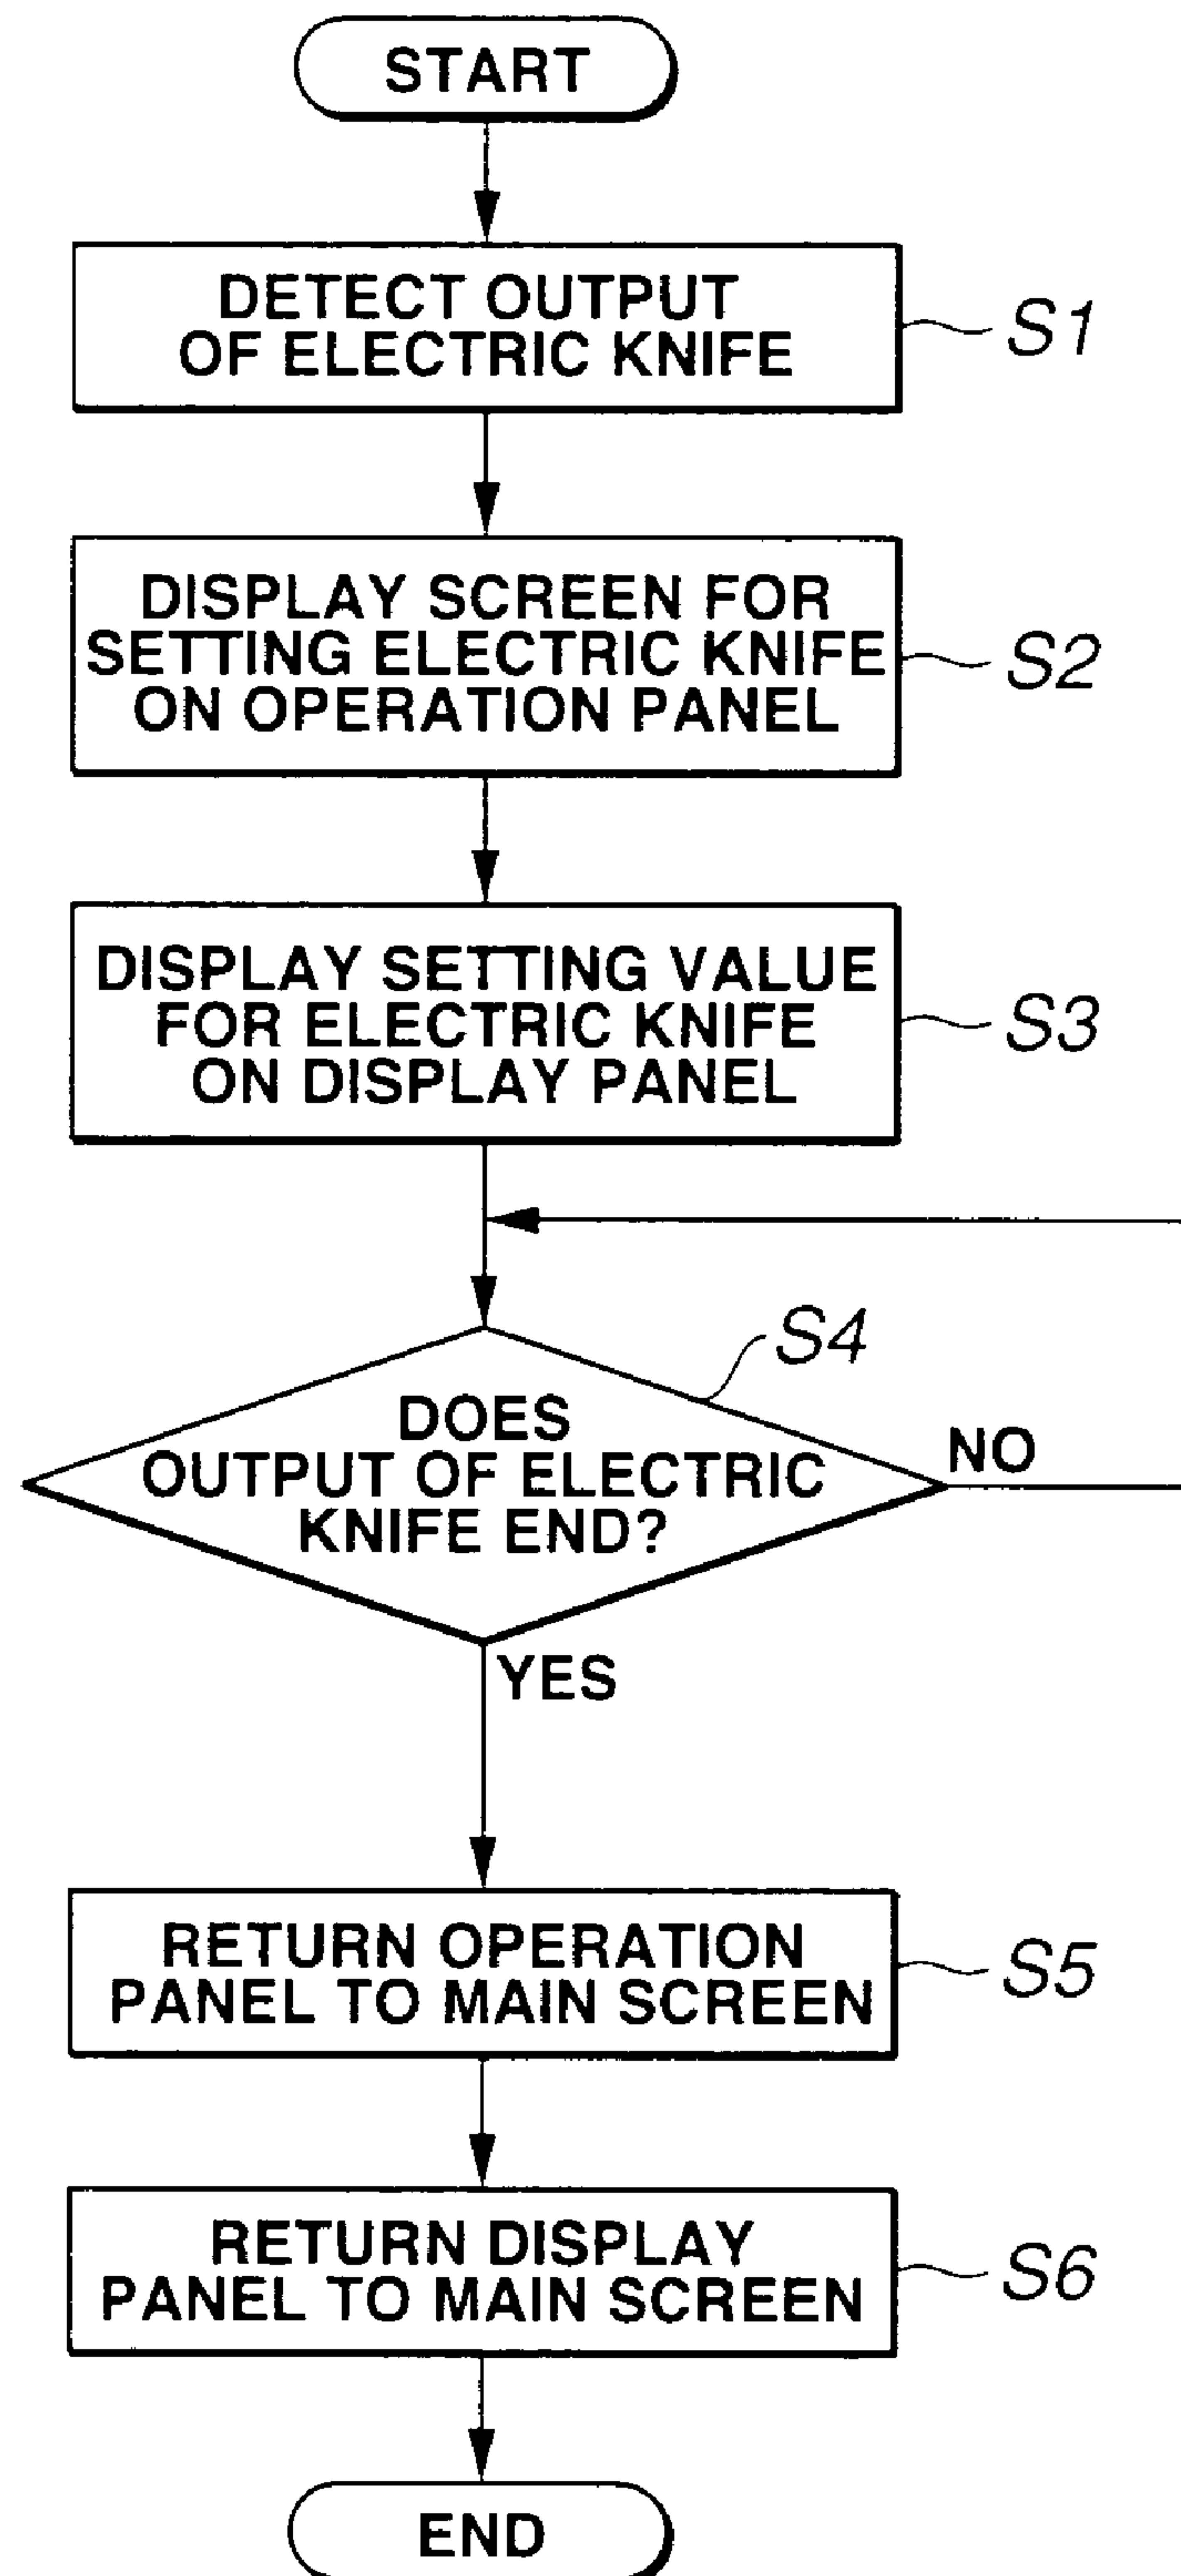 START
DETECT OUTPUT
OF ELECTRIC KNIFE
S1
DISPLAY SCREEN FOR
SETTING ELECTRIC KNIFE
ON OPERATION PANEL
S2
DISPLAY SETTING VALUE
FOR ELECTRIC KNIFE
ON DISPLAY PANEL
S3
S4
DOES
OUTPUT OF ELECTRIC
KNIFE END?
NO
YES
RETURN OPERATION
PANEL TO MAIN SCREEN
S5
RETURN DISPLAY
PANEL TO MAIN SCREEN
S6
END